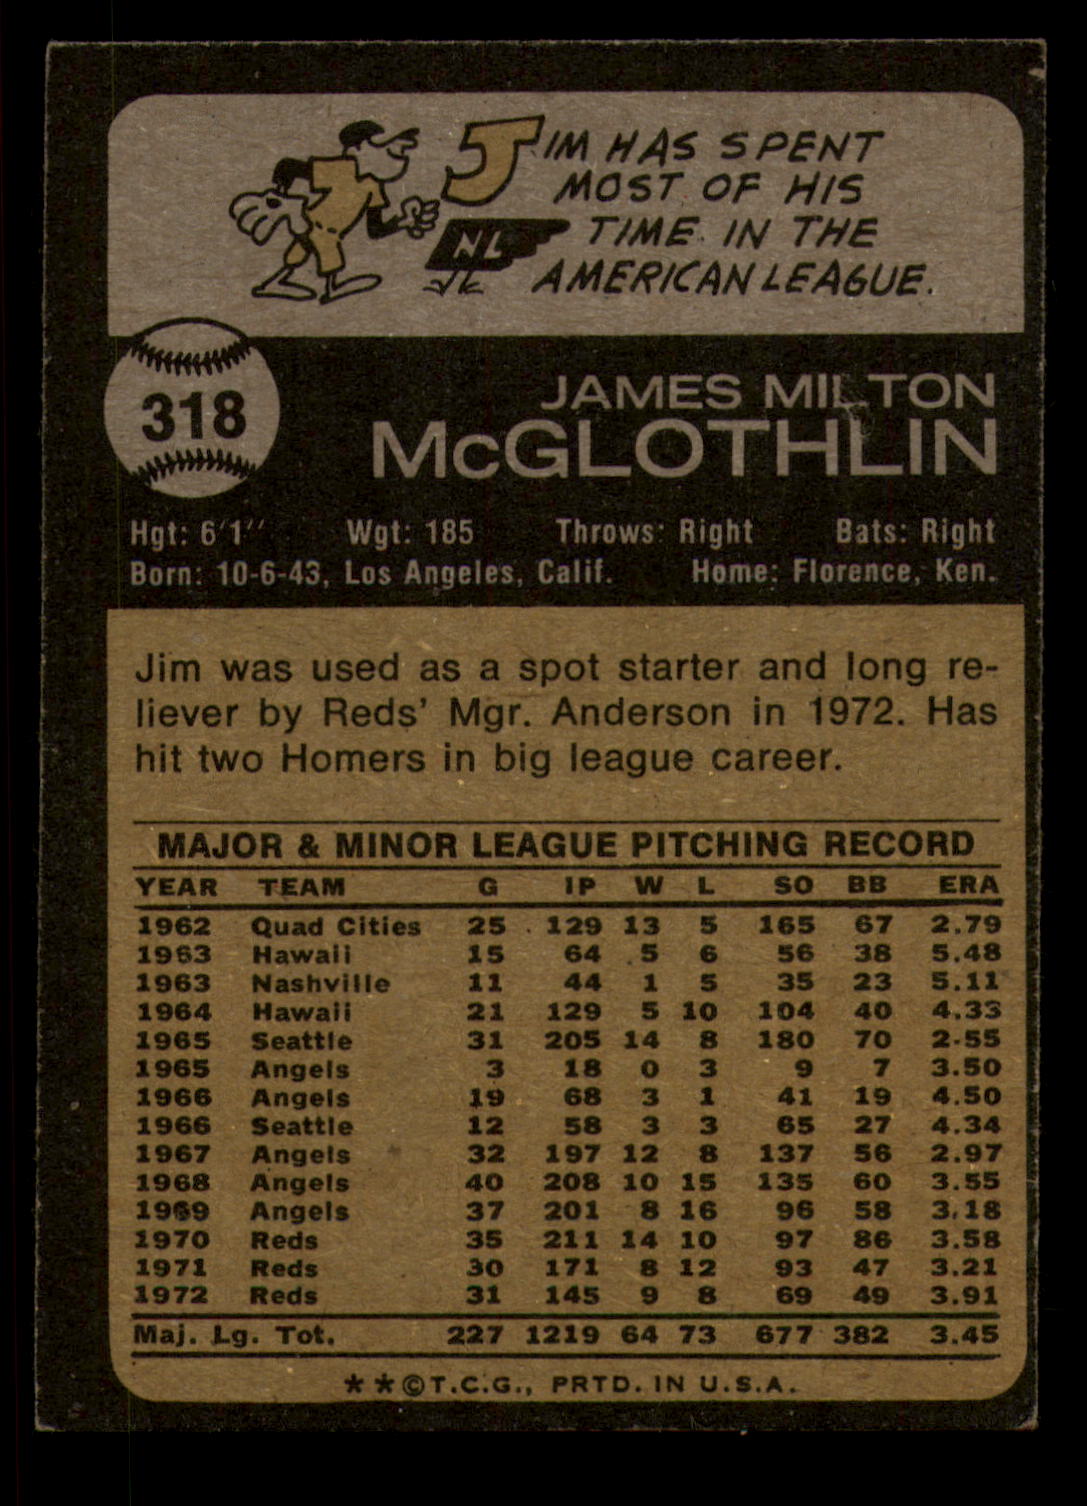 JIM HAS SPENT
MOST OF HIS
TIME IN THE
AMERICAN LEAGUE.
NL
318
JAMES MILTON
McGLOTHLIN
Hgt: 6'1" Wgt: 185 Throws: Right Bats: Right
Born: 10-6-43, Los Angeles, Calif. Home: Florence, Ken.
Jim was used as a spot starter and long re-
liever by Reds' Mgr. Anderson in 1972. Has
hit two Homers in big league career.
MAJOR & MINOR LEAGUE PITCHING RECORD
YEAR TEAM G IP W L SO BB ERA
1962 Quad Cities 25 129 13 5 165 67 2.79
1963 Hawaii 15 64 5 6 56 38 5.48
1963 Nashville 11 44 1 5 35 23 5.11
1964 Hawaii 21 129 5 10 104 40 4.33
1965 Seattle 31 205 14 8 180 70 2.55
1965 Angels 3 18 0 3 9 7 3.50
1966 Angels 19 68 3 1 41 19 4.50
1966 Seattle 12 58 3 3 65 27 4.34
1967 Angels 32 197 12 8 137 56 2.97
1968 Angels 40 208 10 15 135 60 3.55
1969 Angels 37 201 8 16 96 58 3.18
1970 Reds 35 211 14 10 97 86 3.58
1971 Reds 30 171 8 12 93 47 3.21
1972 Reds 31 145 9 8 69 49 3.91
Maj. Lg. Tot. 227 1219 64 73 677 382 3.45
**©T.C.G., PRTD. IN U.S.A.